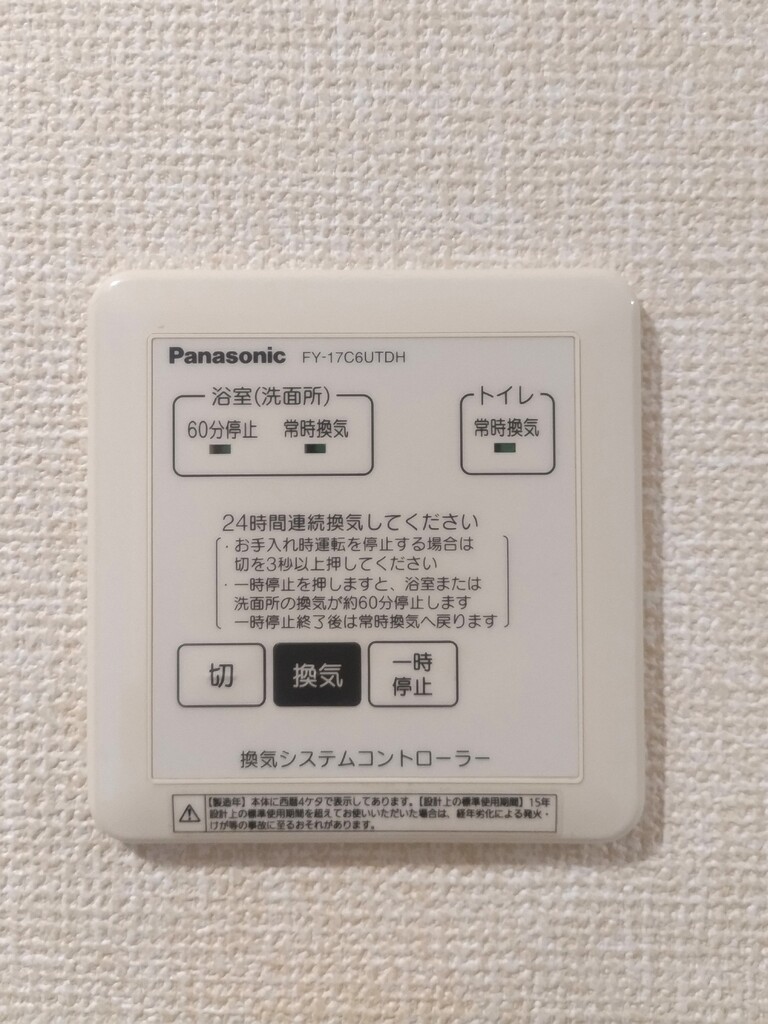 Panasonic FY-17C6UTDH
浴室(洗面所)
トイレ
60分停止 常時換気
常時換気
24時間連続換気してください
・お手入れ時運転を停止する場合は
切を3秒以上押してください
・一時停止を押しますと、浴室または
洗面所の換気が約60分停止します
一時停止終了後は常時換気へ戻ります
切
換気
一時
停止
換気システムコントローラー
【製造年】本体に西暦4ケタで表示してあります。【設計上の標準使用期間】15年
設計上の標準使用期間を超えてお使いいただいた場合は、経年劣化による発火・
けが等の事故に至るおそれがあります。